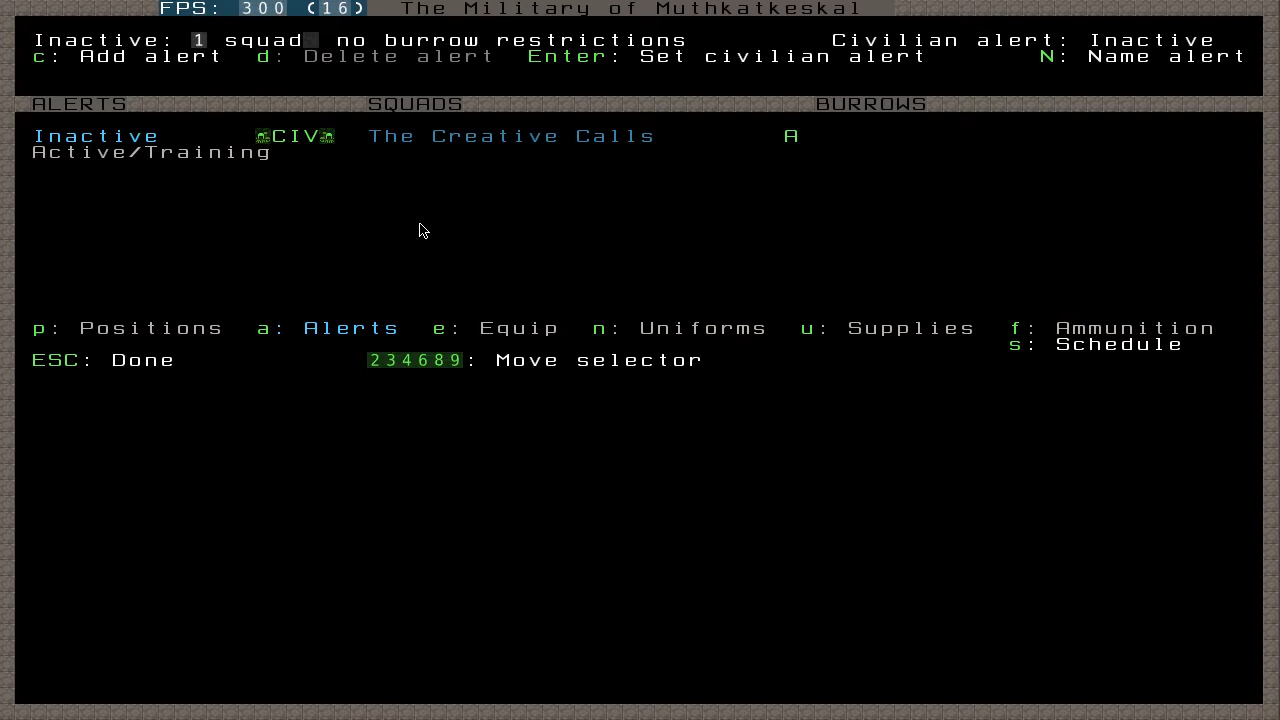 FPS: 300 (16) The Military of Muthkatkeskal
Inactive: 1 squad no burrow restrictions Civilian alert: Inactive
c: Add alert d: Delete alert Enter: Set civilian alert N: Name alert
ALERTS SQUADS BURROWS
Inactive CIV The Creative Calls A
Active/Training
p: Positions a: Alerts e: Equip n: Uniforms u: Supplies f: Ammunition
s: Schedule
ESC: Done 234689: Move selector